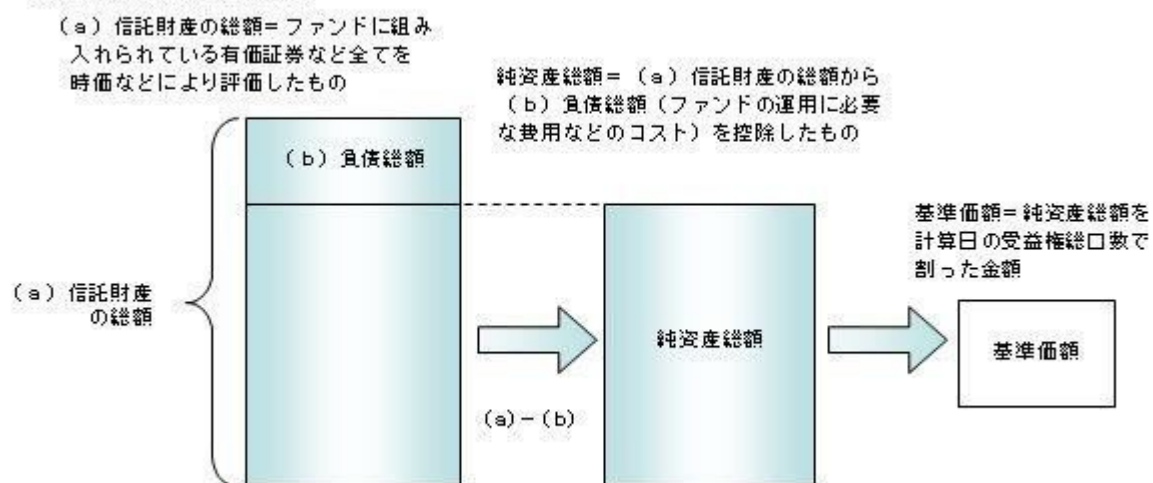 (a)信託財産の総額=ファンドに組み
入れられている有価証券など全てを
時価などにより評価したもの
純資産総額=(a)信託財産の総額から
(b)負債総額(ファンドの運用に必要
な費用などのコスト)を控除したもの
(b)負債総額
基準価額=純資産総額を
計算日の受益権総口数で
割った金額
(a)信託財産
の総額
純資産総額
基準価額
(a)-(b)